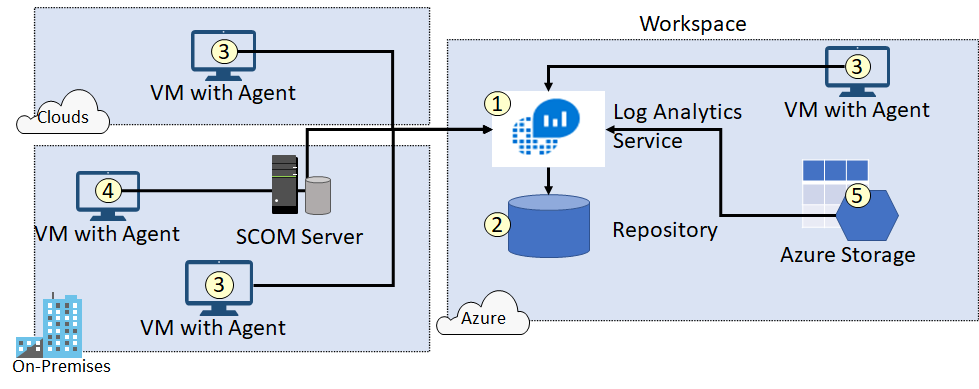 Workspace
3
VM with Agent
Clouds
4
VM with Agent
SCOM Server
3
VM with Agent
On-Premises
3
VM with Agent
1
Log Analytics
Service
2
Repository
5
Azure Storage
Azure